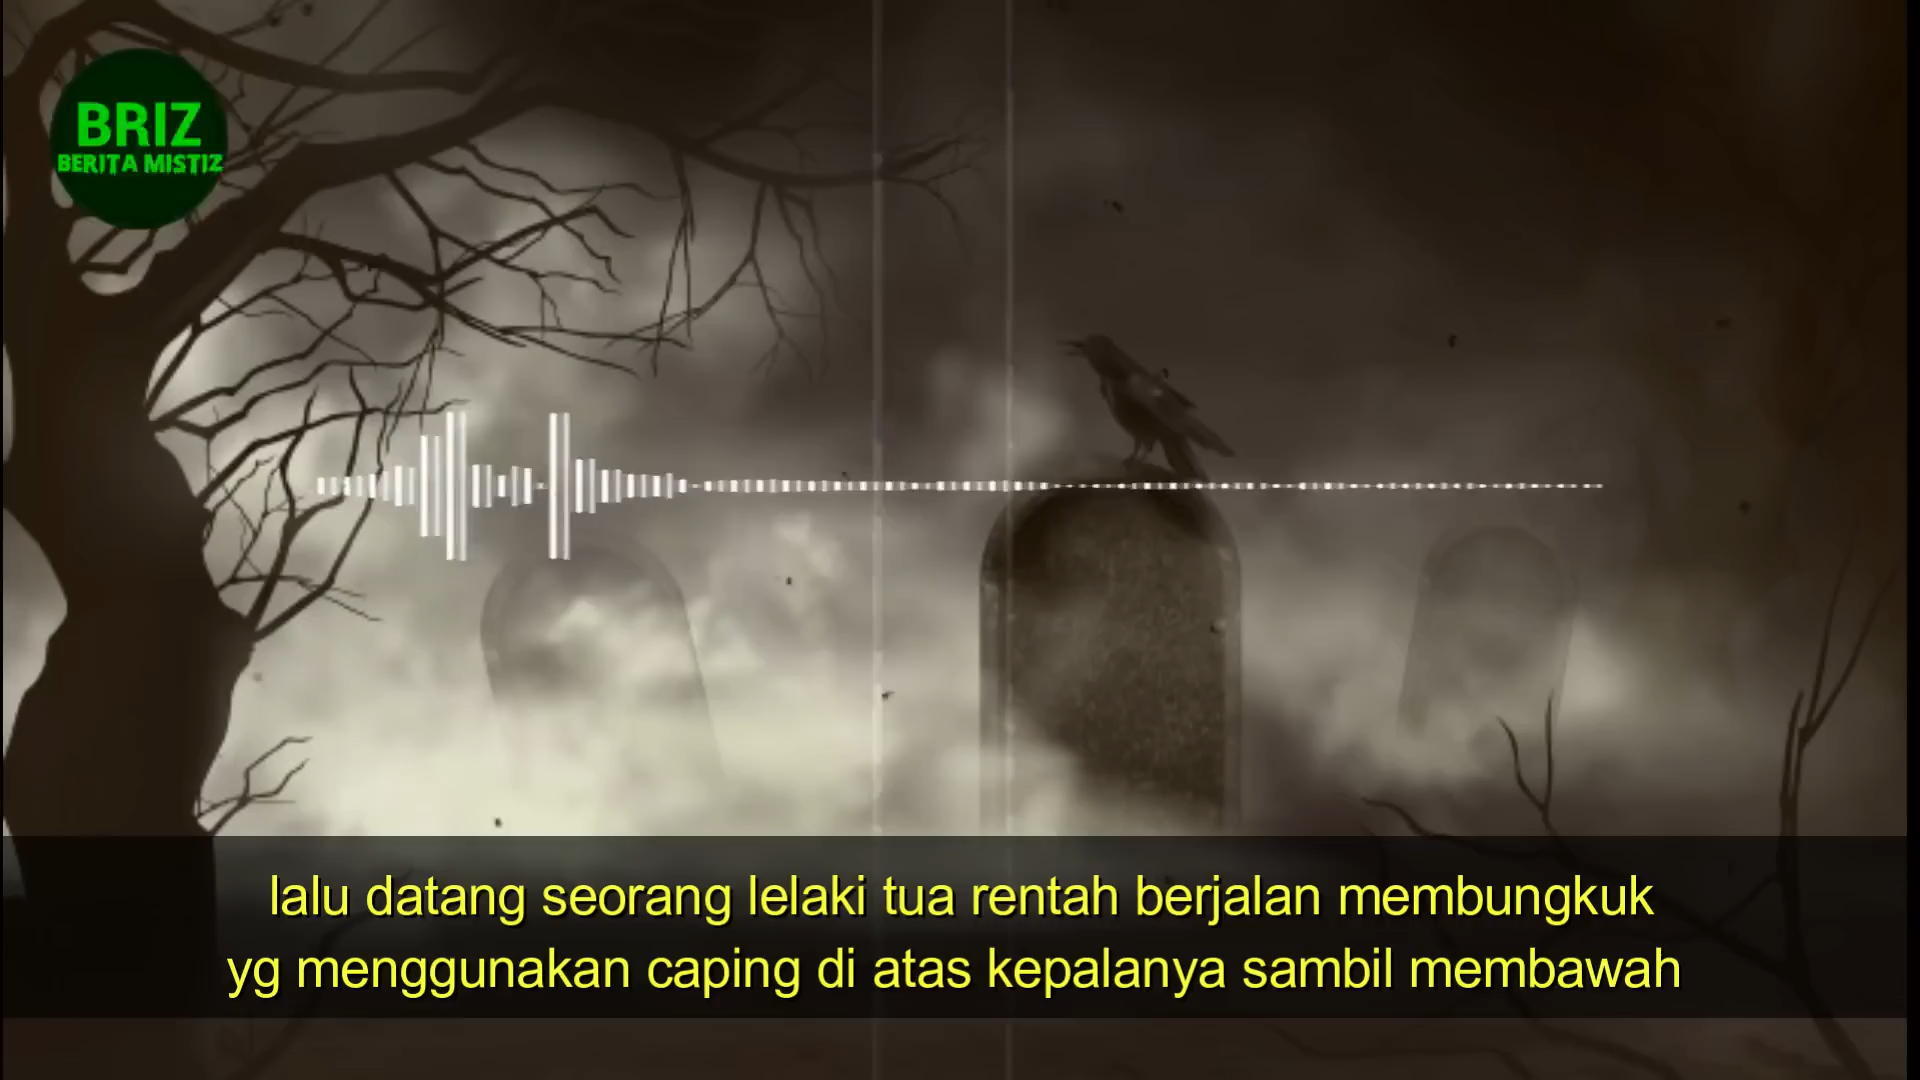 BRIZ
BERITA MISTIZ
lalu datang seorang lelaki tua rentah berjalan membungkuk
yg menggunakan caping di atas kepalanya sambil membawah